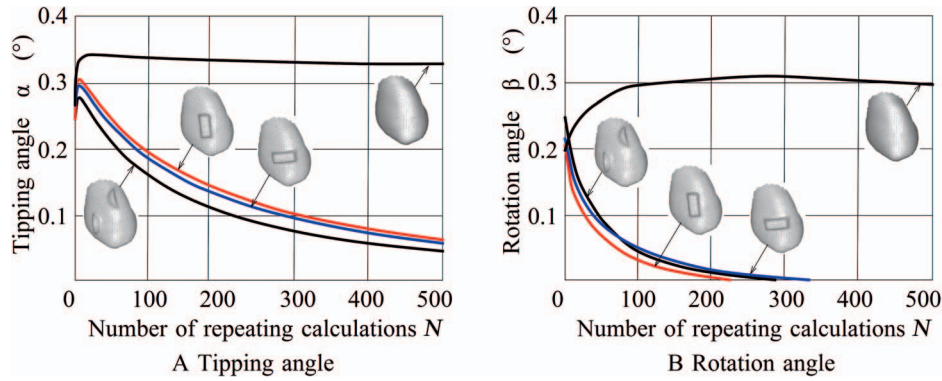 0.4
0.3
0.2
0.1
Tipping angle α (°)
0 100 200 300 400 500
Number of repeating calculations N
A Tipping angle
0.4
0.3
0.2
0.1
Rotation angle β (°)
0 100 200 300 400 500
Number of repeating calculations N
B Rotation angle